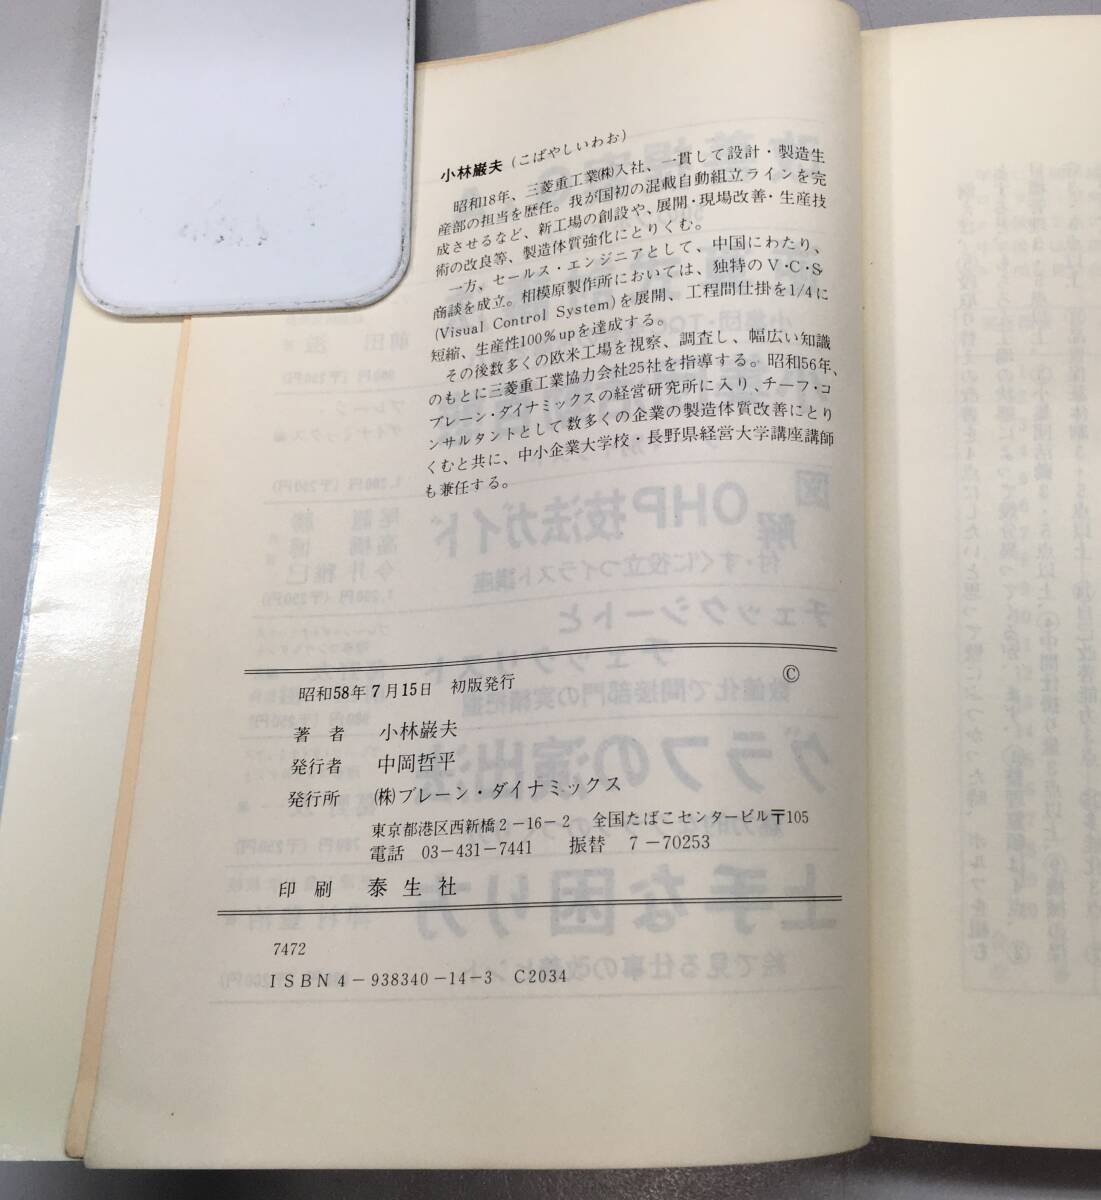 小林巌夫（こばやしいわお）
昭和18年、三菱重工業㈱入社、一貫して設計・製造生
産部の担当を歴任。我が国初の混載自動組立ラインを完
成させるなど、新工場の創設や、展開・現場改善・生産技
術の改良等、製造体質強化にとりくむ。
一方、セールス・エンジニアとして、中国にわたり、
商談を成立。相模原製作所においては、独特のV・C・S
(Visual Control System)を展開、工程間仕掛を1/4に
短縮、生産性100％upを達成する。
その後数多くの欧米工場を視察、調査し、幅広い知識
のもとに三菱重工業協力会社25社を指導する。昭和56年、
ブレーン・ダイナミックスの経営研究所に入り、チーフ・コ
ンサルタントとして数多くの企業の製造体質改善にとり
くむと共に、中小企業大学校・長野県経営大学講座講師
も兼任する。
©
昭和58年7月15日　初版発行
著　者　小林巌夫
発行者　中岡哲平
発行所　㈱ブレーン・ダイナミックス
東京都港区西新橋2－16－2　全国たばこセンタービル〒105
電話　03－431－7441　振替　7－70253
印刷　泰生社
7472
ISBN4－938340－14－3　C2034